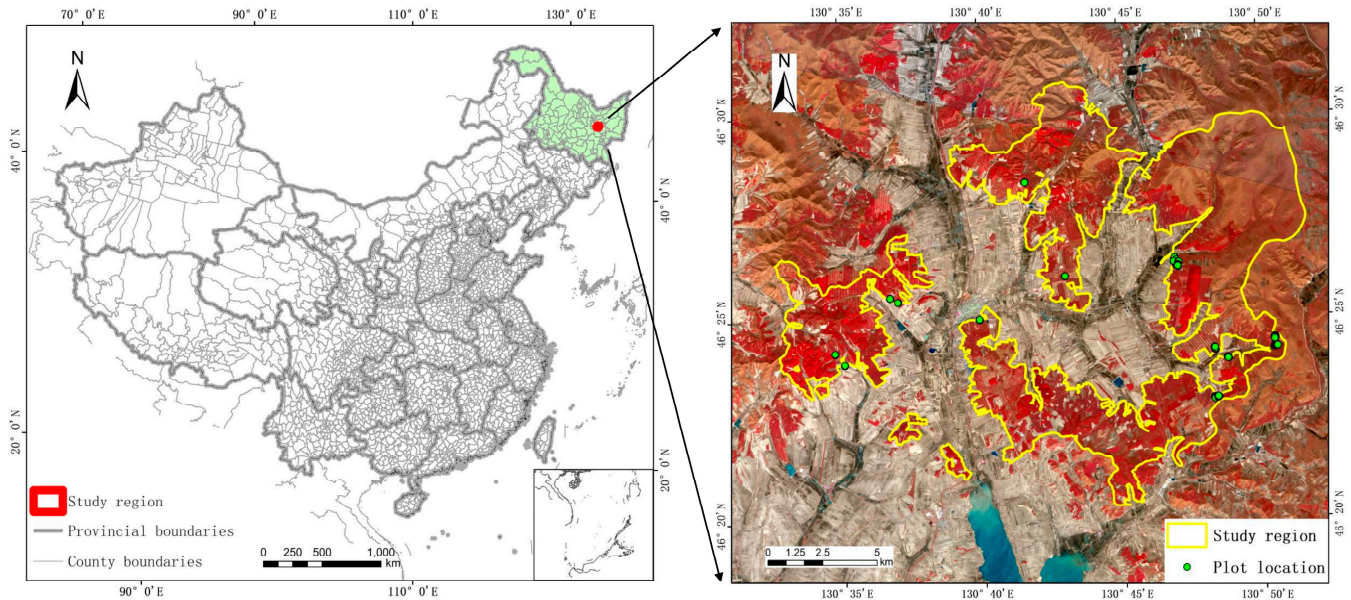 70° 0'E
90° 0'E
110° 0'E
130° 0'E
N
40° 0'N
20° 0'N
40° 0'N
20° 0'N
Study region
Provincial boundaries
County boundaries
0 250 500 1,000
km
90° 0'E
110° 0'E
130° 35'E
130° 40'E
130° 45'E
130° 50'E
N
46° 30'N
46° 25'N
46° 20'N
46° 30'N
46° 25'N
45° 20'N
Study region
Plot location
0 1.25 2.5 5
km
130° 35'E
130° 40'E
130° 45'E
130° 50'E